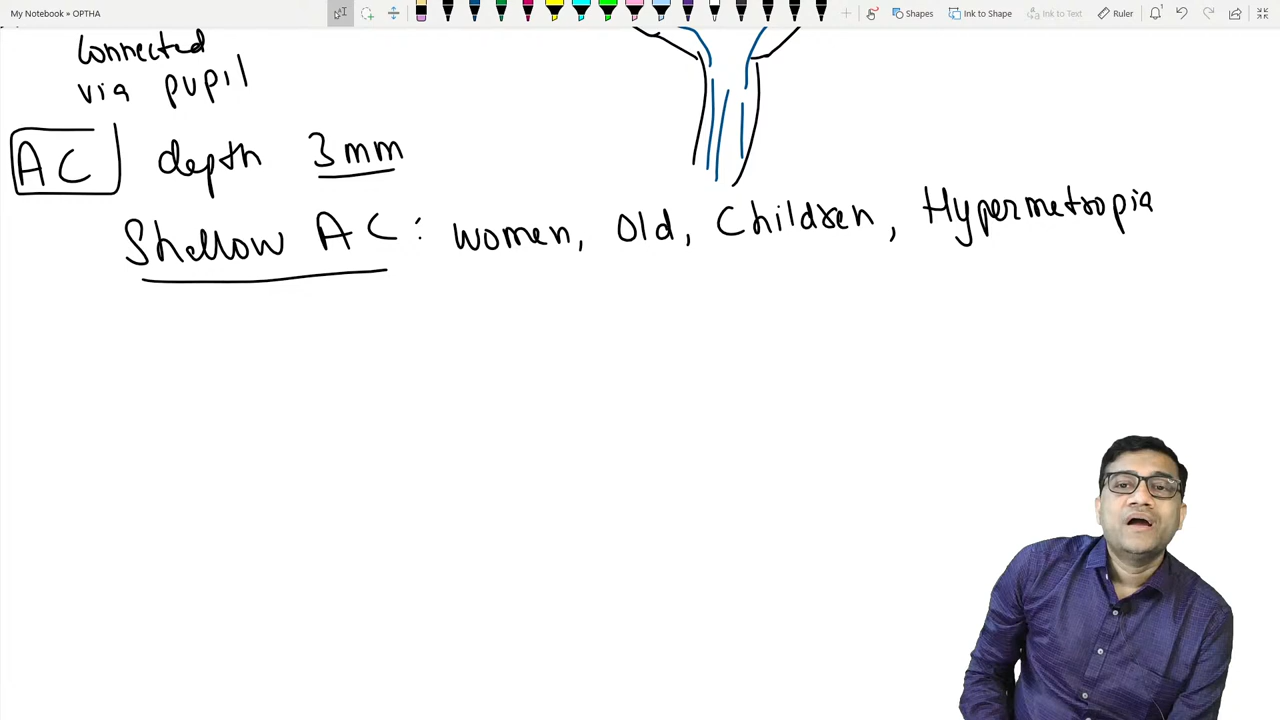 My Notebook » OPTHA
Shapes Ink to Shape Ink to Text Ruler
Connected
via pupil
AC depth 3mm
Shallow AC : women, Old, Children, Hypermetropia